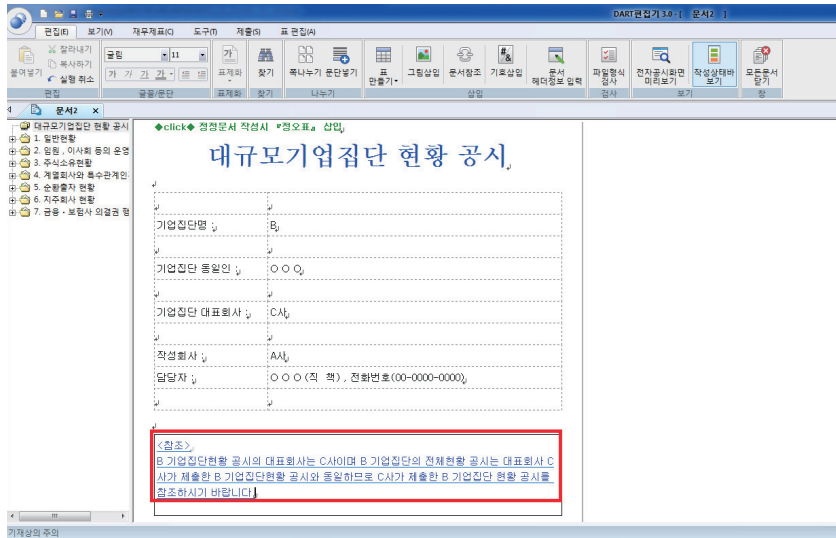 DART편집기 3.0 - [ 문서2 ]
편집(E) 보기(V) 재무제표(C) 도구(T) 제출(S) 표 편집(A)
붙여넣기 잘라내기 복사하기 실행 취소
굴림 11
가 가 가 가
표제화 찾기 쪽나누기 문단넣기 표 만들기 그림삽입 문서참조 기호삽입 문서 헤더정보 입력 파일형식 검사 전자공시화면 미리보기 작성상태바 보기 모든문서 닫기
편집 글꼴/문단 표제화 찾기 나누기 삽입 검사 보기 창
문서2 x
대규모기업집단 현황 공시
1. 일반현황
2. 임원 , 이사회 등의 운영
3. 주식소유현황
4. 계열회사와 특수관계인
5. 순환출자 현황
6. 지주회사 현황
7. 금융 · 보험사 의결권 행
◆click◆ 정정문서 작성시 『정오표』 삽입
대규모기업집단 현황 공시
기업집단명 : B
기업집단 동일인 : ○ ○ ○
기업집단 대표회사 : C사
작성회사 : A사
담당자 : ○ ○ ○ (직 책) , 전화번호(00-0000-0000)
<참조>
B 기업집단현황 공시의 대표회사는 C사이며 B 기업집단의 전체현황 공시는 대표회사 C
사가 제출한 B 기업집단현황 공시와 동일하므로 C사가 제출한 B 기업집단 현황 공시를
참조하시기 바랍니다
기재상의 주의